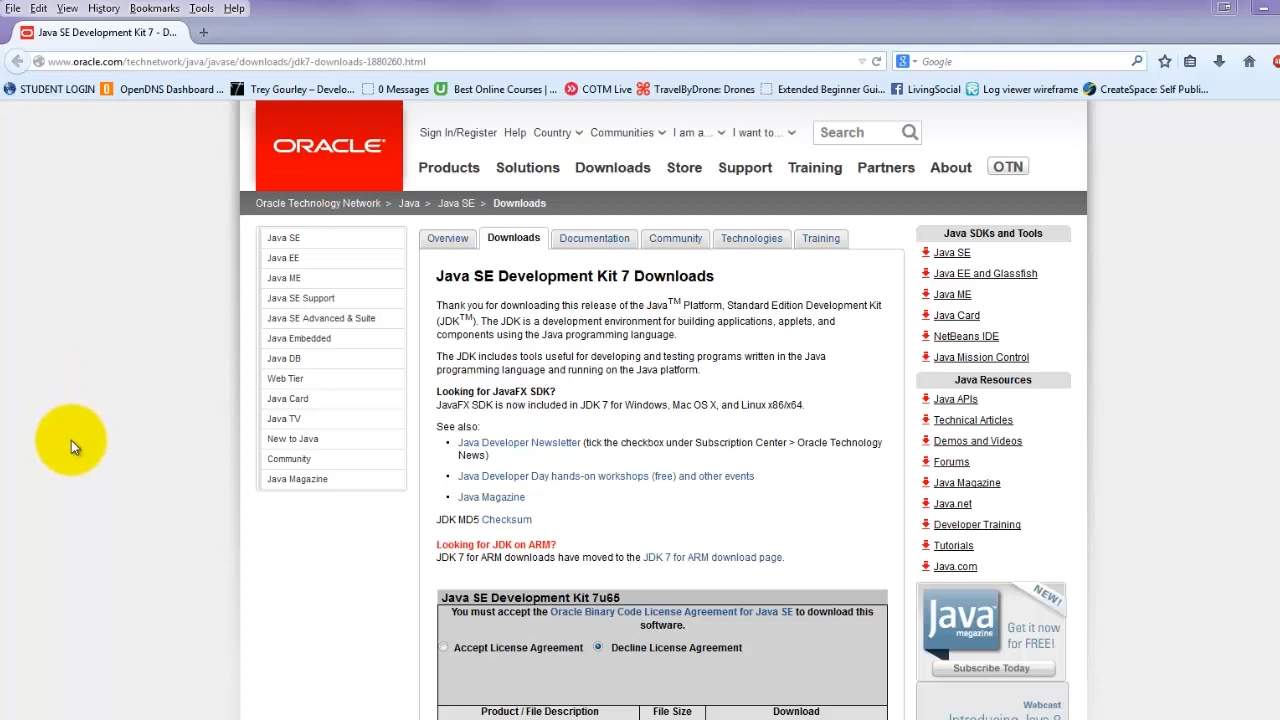 File Edit View History Bookmarks Tools Help
Java SE Development Kit 7 - D...
www.oracle.com/technetwork/java/javase/downloads/jdk7-downloads-1880260.html
Google
STUDENT LOGIN OpenDNS Dashboard ... Trey Gourley – Develo... 0 Messages Best Online Courses | ... COTM Live TravelByDrone: Drones Extended Beginner Gui... LivingSocial Log viewer wireframe CreateSpace: Self Publi...
ORACLE
Sign In/Register Help Country Communities I am a... I want to... Search
Products Solutions Downloads Store Support Training Partners About OTN
Oracle Technology Network > Java > Java SE > Downloads
Java SE
Java EE
Java ME
Java SE Support
Java SE Advanced & Suite
Java Embedded
Java DB
Web Tier
Java Card
Java TV
New to Java
Community
Java Magazine
Overview Downloads Documentation Community Technologies Training
Java SE Development Kit 7 Downloads
Thank you for downloading this release of the Java™ Platform, Standard Edition Development Kit
(JDK™). The JDK is a development environment for building applications, applets, and
components using the Java programming language.
The JDK includes tools useful for developing and testing programs written in the Java
programming language and running on the Java platform.
Looking for JavaFX SDK?
JavaFX SDK is now included in JDK 7 for Windows, Mac OS X, and Linux x86/x64.
See also:
• Java Developer Newsletter (tick the checkbox under Subscription Center > Oracle Technology
News)
• Java Developer Day hands-on workshops (free) and other events
• Java Magazine
JDK MD5 Checksum
Looking for JDK on ARM?
JDK 7 for ARM downloads have moved to the JDK 7 for ARM download page.
Java SE Development Kit 7u65
You must accept the Oracle Binary Code License Agreement for Java SE to download this
software.
Accept License Agreement Decline License Agreement
Product / File Description File Size Download
Java SDKs and Tools
Java SE
Java EE and Glassfish
Java ME
Java Card
NetBeans IDE
Java Mission Control
Java Resources
Java APIs
Technical Articles
Demos and Videos
Forums
Java Magazine
Java.net
Developer Training
Tutorials
Java.com
NEW!
Java
magazine
Get it now
for FREE!
Subscribe Today
Webcast
Introducing Java 8